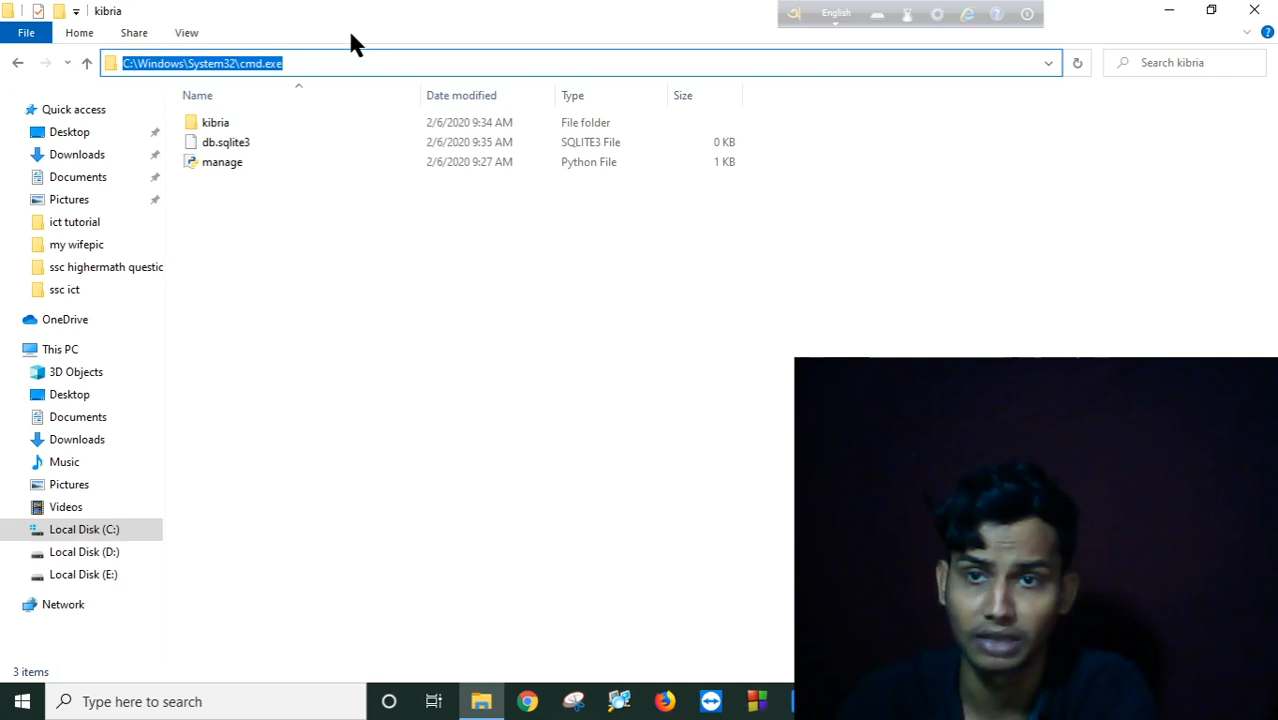 kibria
English
File Home Share View
C:\Windows\System32\cmd.exe
Search kibria
Name Date modified Type Size
kibria 2/6/2020 9:34 AM File folder
db.sqlite3 2/6/2020 9:35 AM SQLITE3 File 0 KB
manage 2/6/2020 9:27 AM Python File 1 KB
Quick access
Desktop
Downloads
Documents
Pictures
ict tutorial
my wifepic
ssc highermath questic
ssc ict
OneDrive
This PC
3D Objects
Desktop
Documents
Downloads
Music
Pictures
Videos
Local Disk (C:)
Local Disk (D:)
Local Disk (E:)
Network
3 items
Type here to search